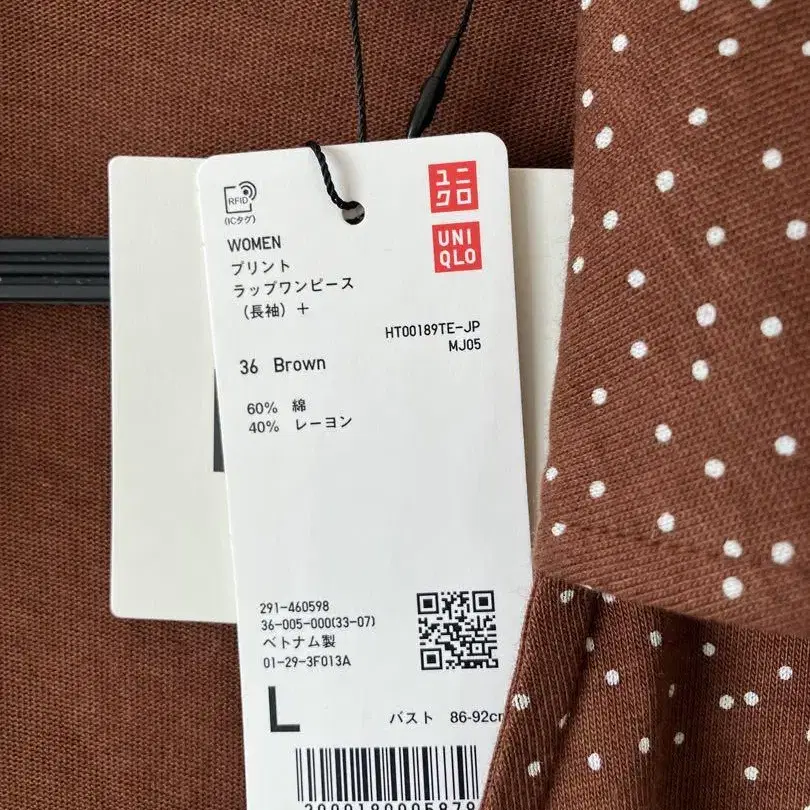 RFID
(ICタグ)
ユニ
クロ
UNI
QLO
WOMEN
プリント
ラップワンピース
（長袖）＋
HT00189TE-JP
MJ05
36 Brown
60% 綿
40% レーヨン
291-460598
36-005-000(33-07)
ベトナム製
01-29-3F013A
L
バスト 86-92cm